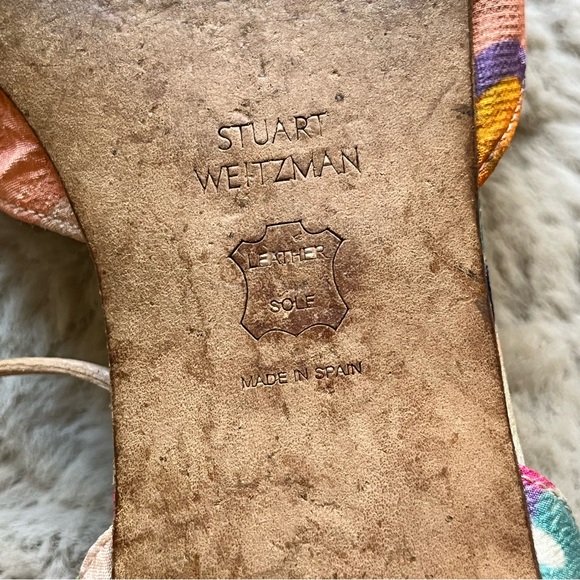 STUART
WEITZMAN
LEATHER
SOLE
MADE IN SPAIN